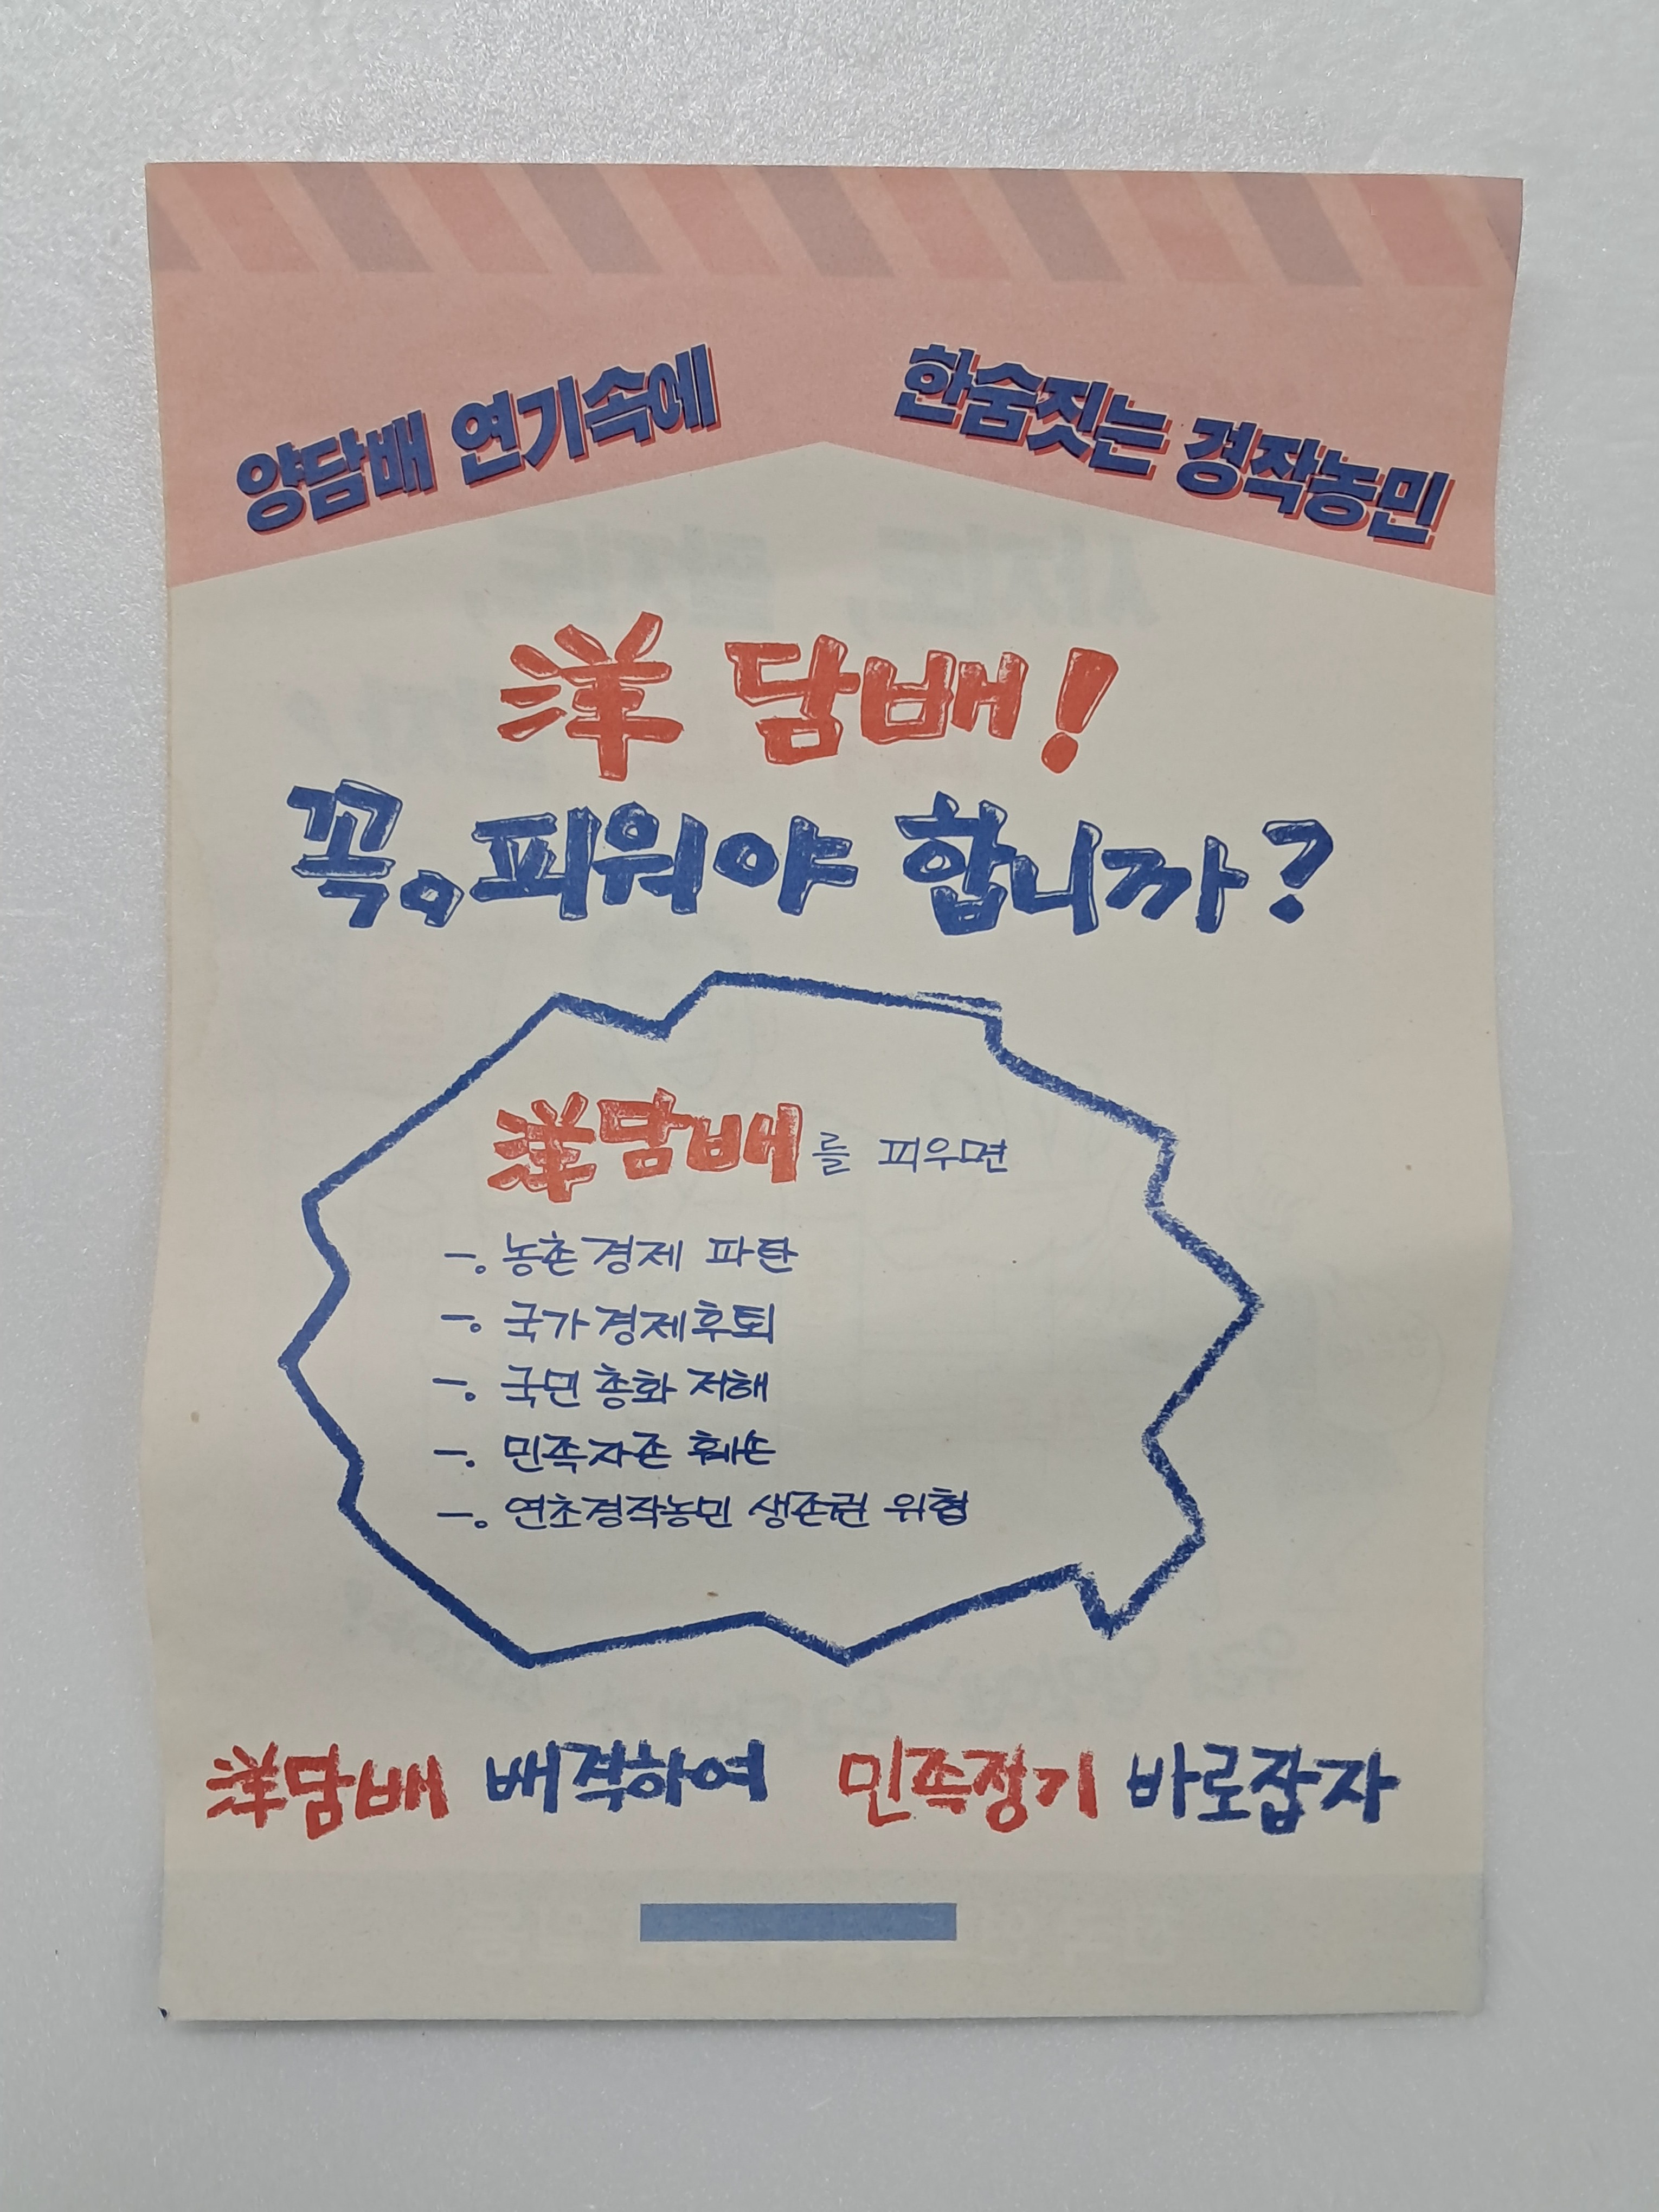 양담배 연기속에
한숨짓는 경작농민
洋 담배!
꼭。피워야 합니까?
洋담배를 피우면
一。농촌경제 파탄
一。국가경제후퇴
一。국민총화 저해
一。민족자존 훼손
一。연초경작농민 생존권 위협
洋담배 배격하여 민족정기 바로잡자